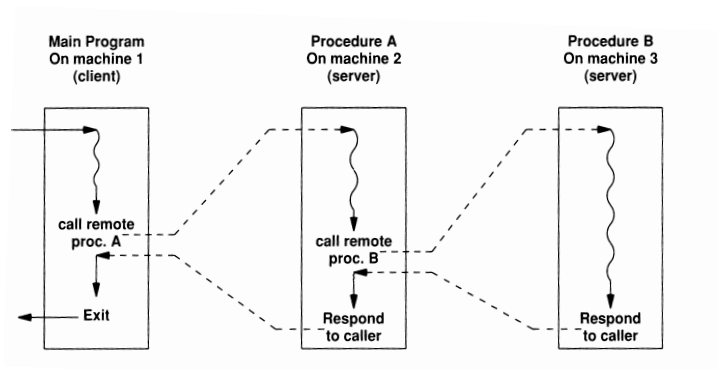 Main Program
On machine 1
(client)
Procedure A
On machine 2
(server)
Procedure B
On machine 3
(server)
call remote
proc. A
Exit
call remote
proc. B
Respond
to caller
Respond
to caller